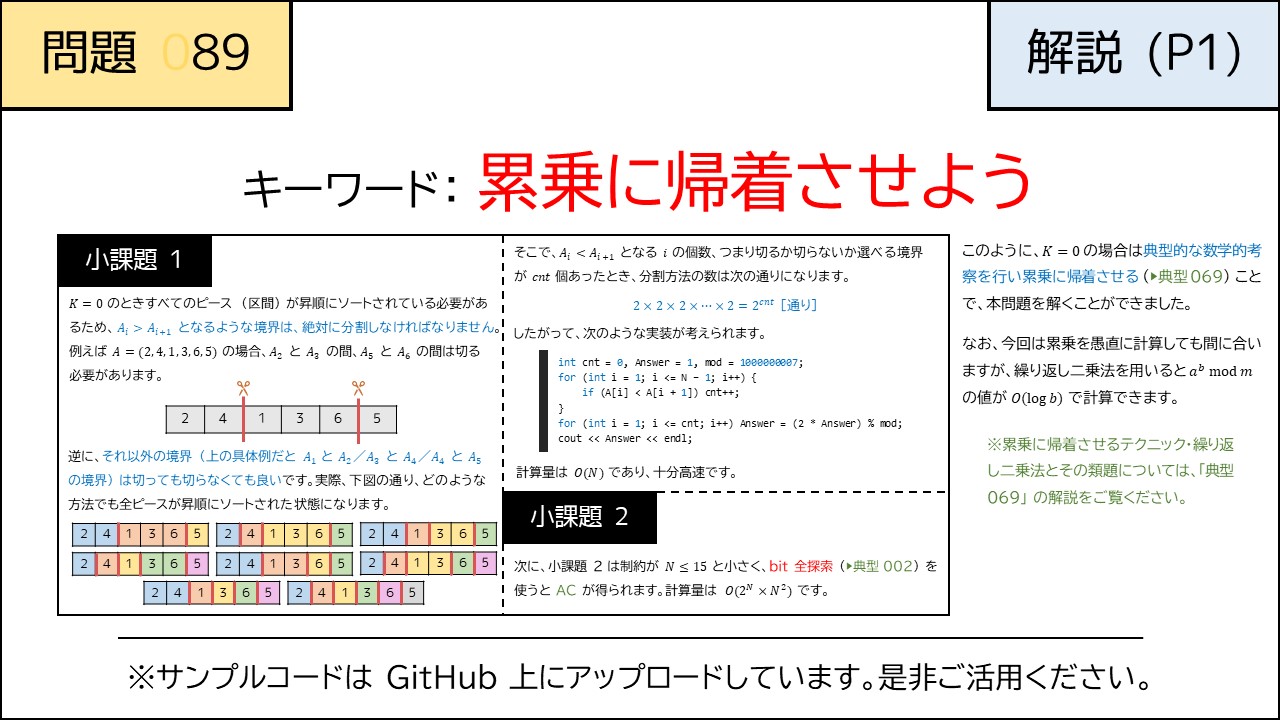 問題 089
解説 (P1)
キーワード: 累乗に帰着させよう
小課題 1
K = 0 のときすべてのピース (区間) が昇順にソートされている必要があ
るため、A_i > A_{i+1} となるような境界は、絶対に分割しなければなりません。
例えば A = (2, 4, 1, 3, 6, 5) の場合、A_2 と A_3 の間、A_5 と A_6 の間は切る
必要があります。
2 4 1 3 6 5
逆に、それ以外の境界 (上の具体例だと A_1 と A_2／A_3 と A_4／A_4 と A_5
の境界) は切っても切らなくても良いです。実際、下図の通り、どのような
方法でも全ピースが昇順にソートされた状態になります。
2 4 1 3 6 5 2 4 1 3 6 5 2 4 1 3 6 5
2 4 1 3 6 5 2 4 1 3 6 5 2 4 1 3 6 5
2 4 1 3 6 5 2 4 1 3 6 5
そこで、A_i < A_{i+1} となる i の個数、つまり切るか切らないか選べる境界
が cnt 個あったとき、分割方法の数は次の通りになります。
2 × 2 × 2 × ⋯ × 2 = 2^{cnt} [通り]
したがって、次のような実装が考えられます。
int cnt = 0, Answer = 1, mod = 1000000007;
for (int i = 1; i <= N - 1; i++) {
if (A[i] < A[i + 1]) cnt++;
}
for (int i = 1; i <= cnt; i++) Answer = (2 * Answer) % mod;
cout << Answer << endl;
計算量は O(N) であり、十分高速です。
小課題 2
次に、小課題 2 は制約が N ≤ 15 と小さく、bit 全探索 (▶典型 002) を
使うと AC が得られます。計算量は O(2^N × N^2) です。
このように、K = 0 の場合は典型的な数学的考
察を行い累乗に帰着させる (▶典型 069) こと
で、本問題を解くことができました。
なお、今回は累乗を愚直に計算しても間に合い
ますが、繰り返し二乗法を用いると a^b mod m
の値が O(log b) で計算できます。
※累乗に帰着させるテクニック・繰り返
し二乗法とその類題については、「典型
069」 の解説をご覧ください。
※サンプルコードは GitHub 上にアップロードしています。是非ご活用ください。